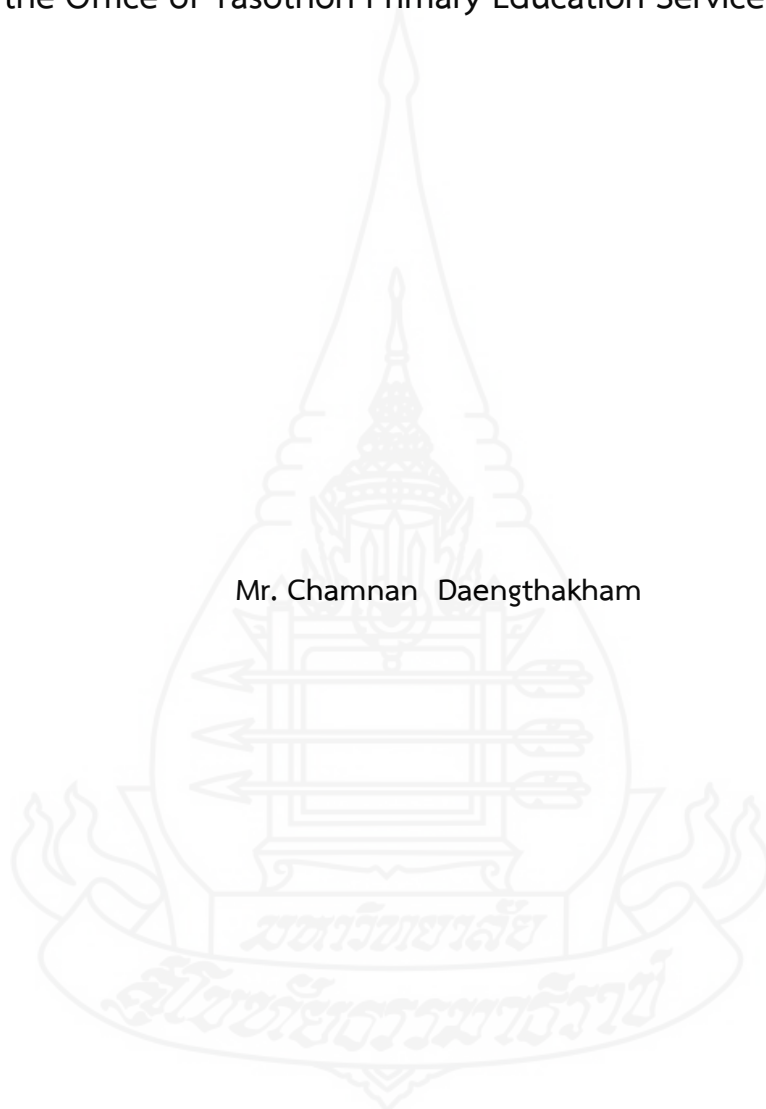 the Office of Yasothon Primary Education Service
Mr. Chamnan Daengthakham
มหาวิทยาลัย
สุโขทัยธรรมาธิราช